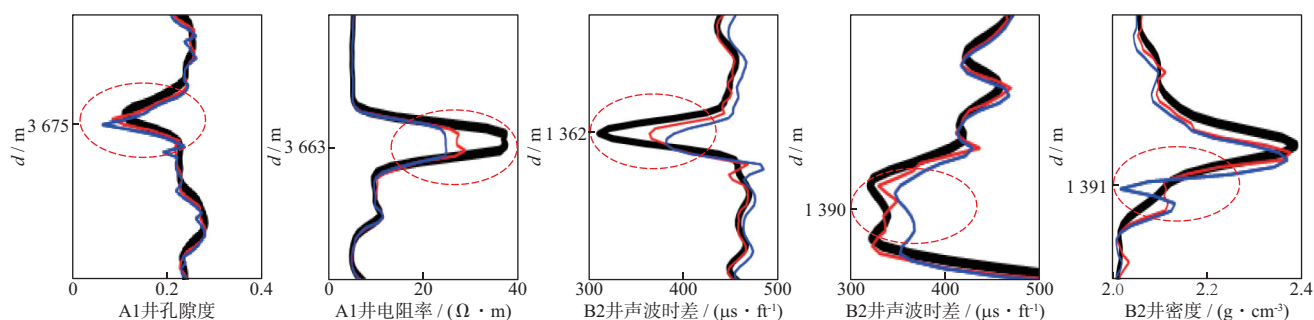 d / m
3 675
0
0.2
0.4
A1井孔隙度
d / m
3 663
0
20
40
A1井电阻率 / (Ω · m)
d / m
1 362
300
400
500
B2井声波时差 / (μs · ft⁻¹)
d / m
1 390
300
400
500
B2井声波时差 / (μs · ft⁻¹)
d / m
1 391
2.0
2.2
2.4
B2井密度 / (g · cm⁻³)